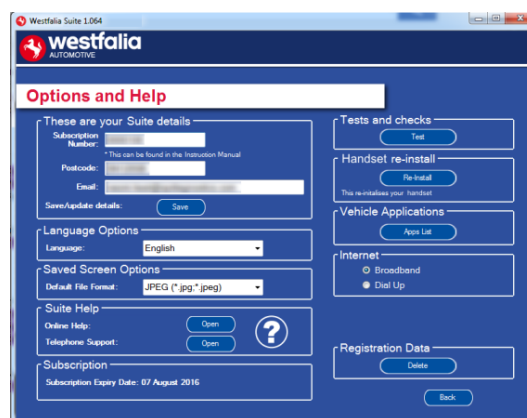 Westfalia Suite 1.064
westfalia
AUTOMOTIVE
Options and Help
These are your Suite details
Subscription Number:
* This can be found in the Instruction Manual
Postcode:
Email:
Save/update details:
Save
Language Options
Language:
English
Saved Screen Options
Default File Format:
JPEG (*.jpg;*.jpeg)
Suite Help
Online Help:
Open
Telephone Support:
Open
?
Subscription
Subscription Expiry Date: 07 August 2016
Tests and checks
Test
Handset re-install
Re-Install
This re-initialises your handset
Vehicle Applications
Apps List
Internet
Broadband
Dial Up
Registration Data
Delete
Back